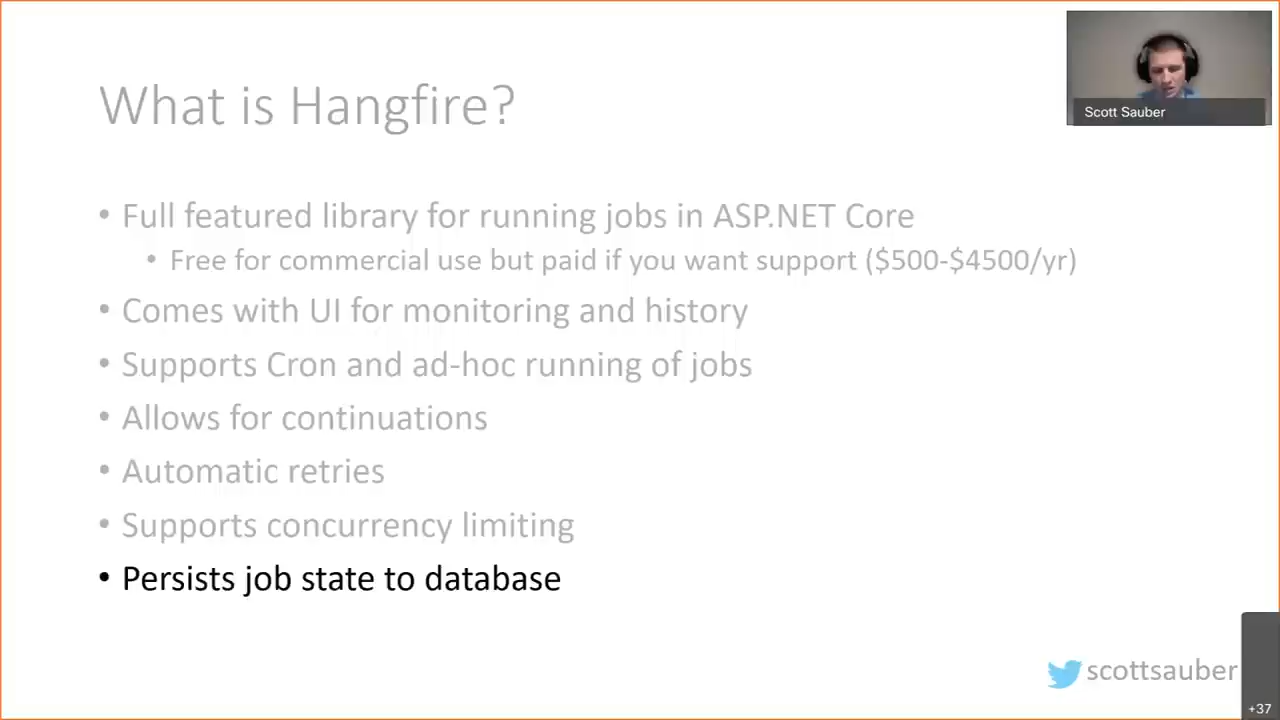 Scott Sauber
What is Hangfire?
• Full featured library for running jobs in ASP.NET Core
• Free for commercial use but paid if you want support ($500-$4500/yr)
• Comes with UI for monitoring and history
• Supports Cron and ad-hoc running of jobs
• Allows for continuations
• Automatic retries
• Supports concurrency limiting
• Persists job state to database
scottsauber
+37